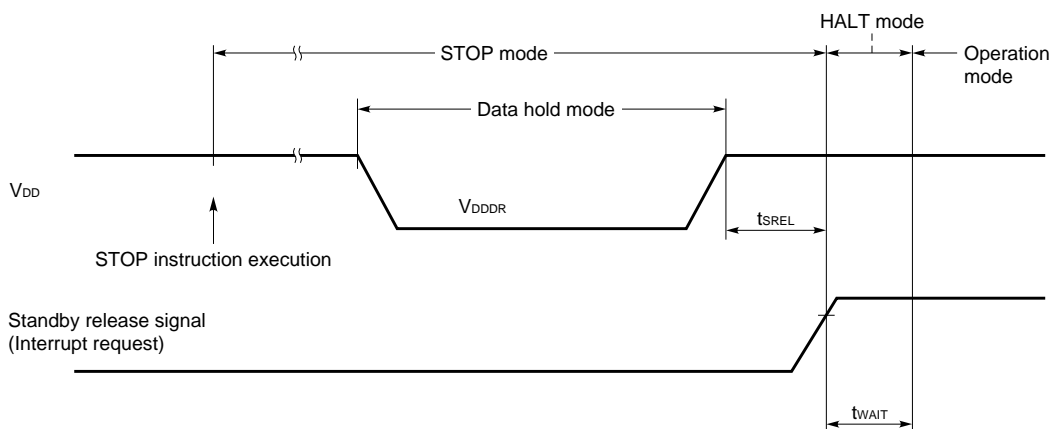 HALT mode
STOP mode
Operation
mode
Data hold mode
VDD
VDDDR
tSREL
STOP instruction execution
Standby release signal
(Interrupt request)
tWAIT